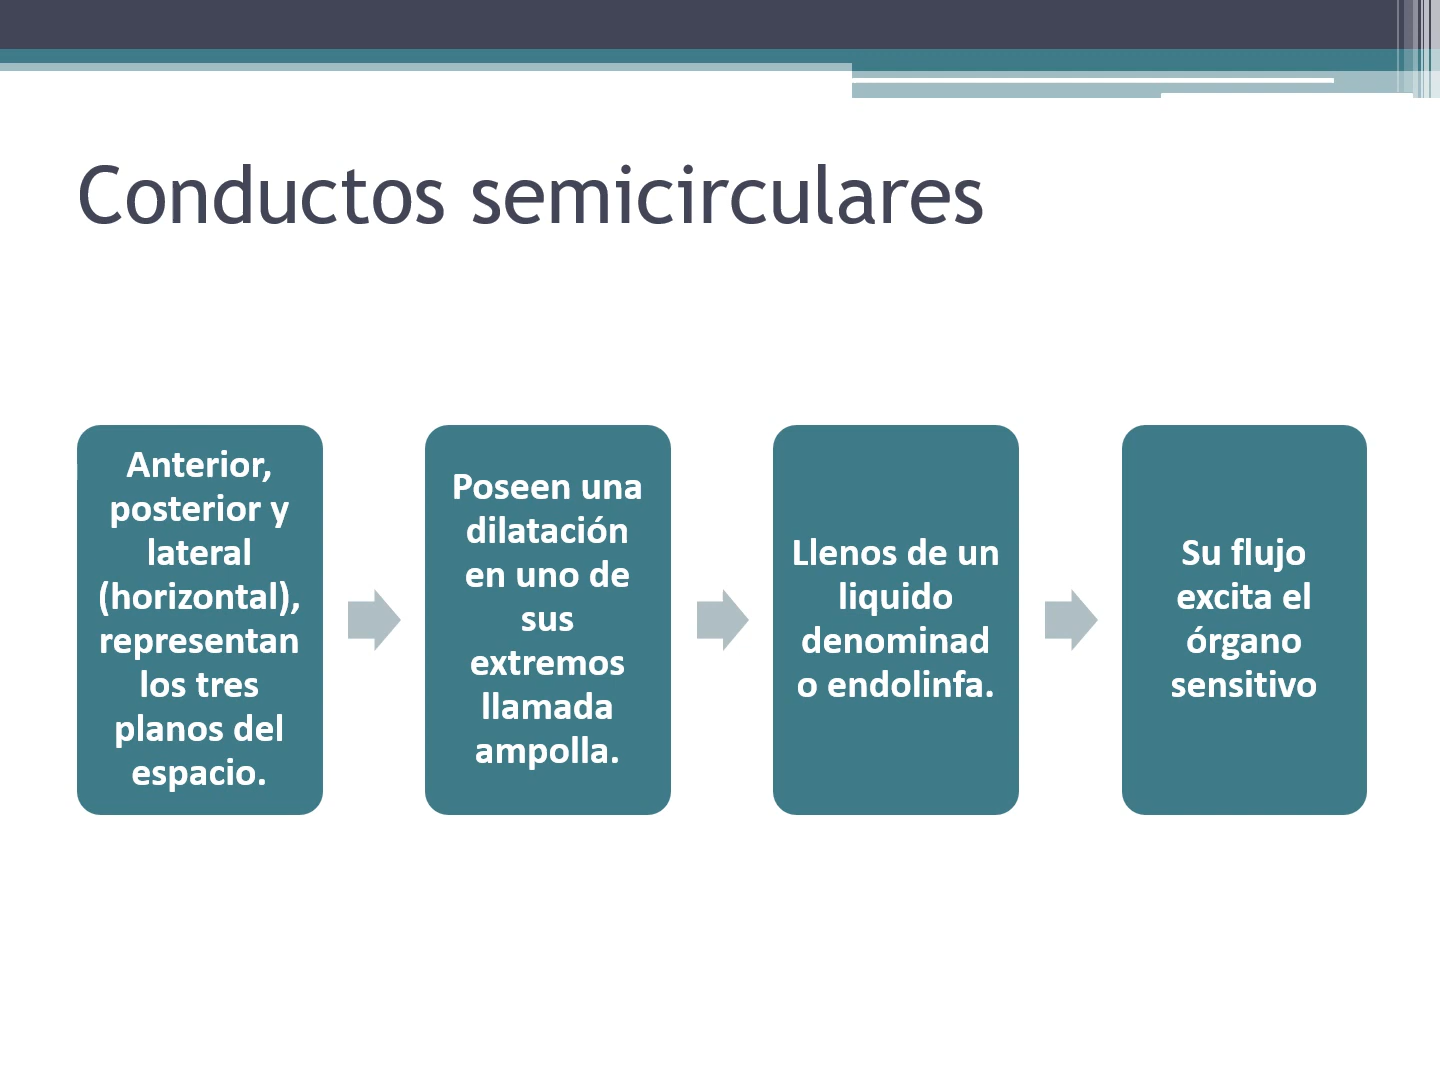 Conductos semicirculares
Anterior,
posterior y
lateral
(horizontal),
representan
los tres
planos del
espacio.
Poseen una
dilatación
en uno de
sus
extremos
llamada
ampolla.
Llenos de un
liquido
denominad
o endolinfa.
Su flujo
excita el
órgano
sensitivo